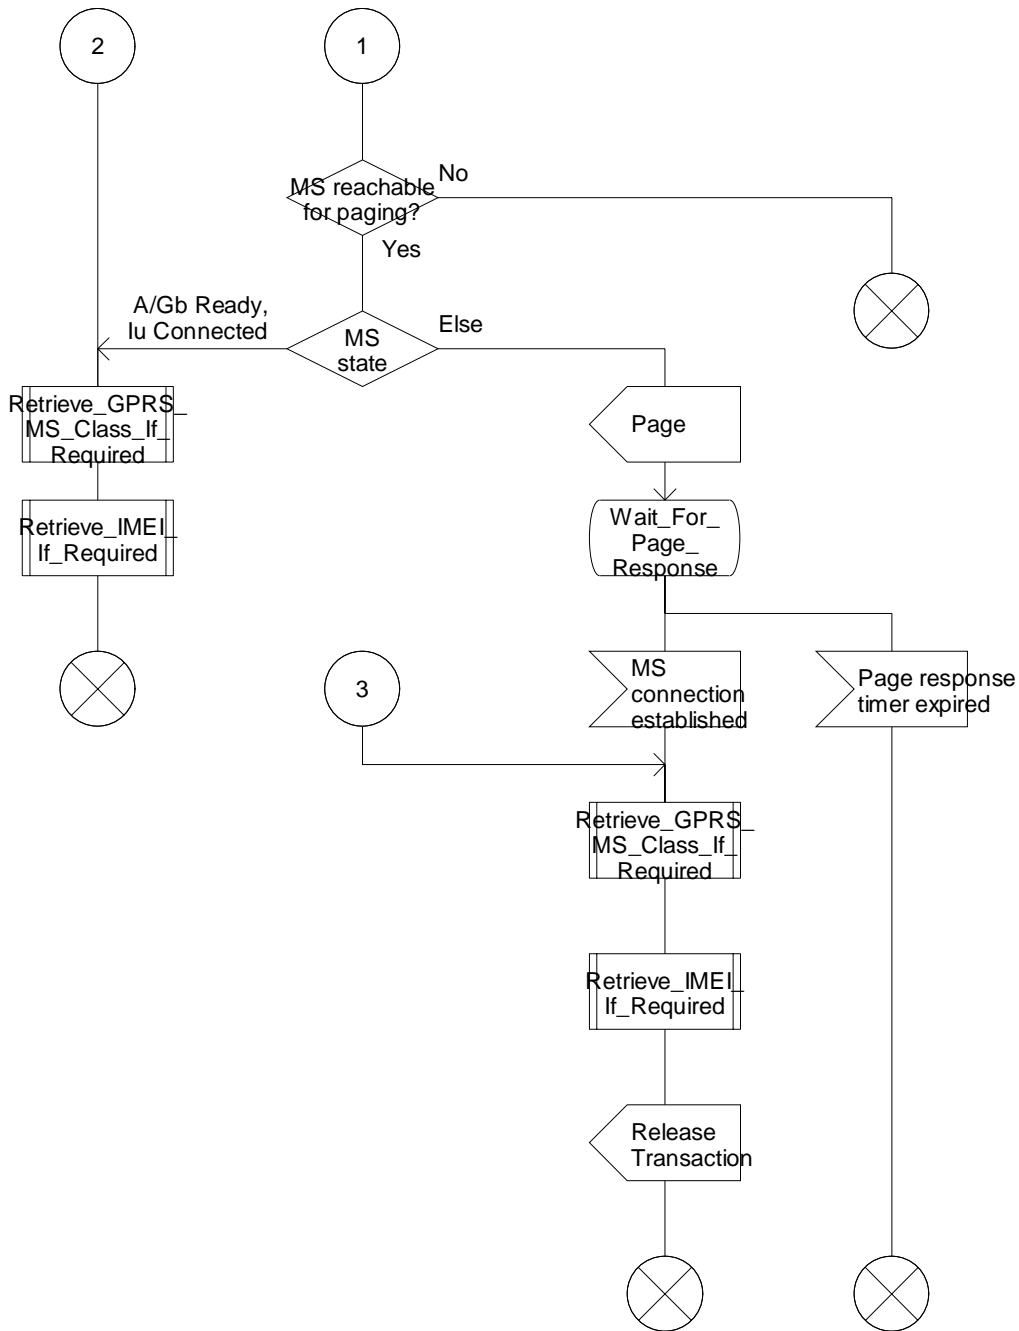 2
1
MS reachable
for paging?
No
Yes
A/Gb Ready,
Iu Connected
MS
state
Else
Retrieve_GPRS_
MS_Class_If_
Required
Page
Retrieve_IMEI_
If_Required
Wait_For_
Page_
Response
3
MS
connection
established
Page response
timer expired
Retrieve_GPRS_
MS_Class_If_
Required
Retrieve_IMEI_
If_Required
Release
Transaction